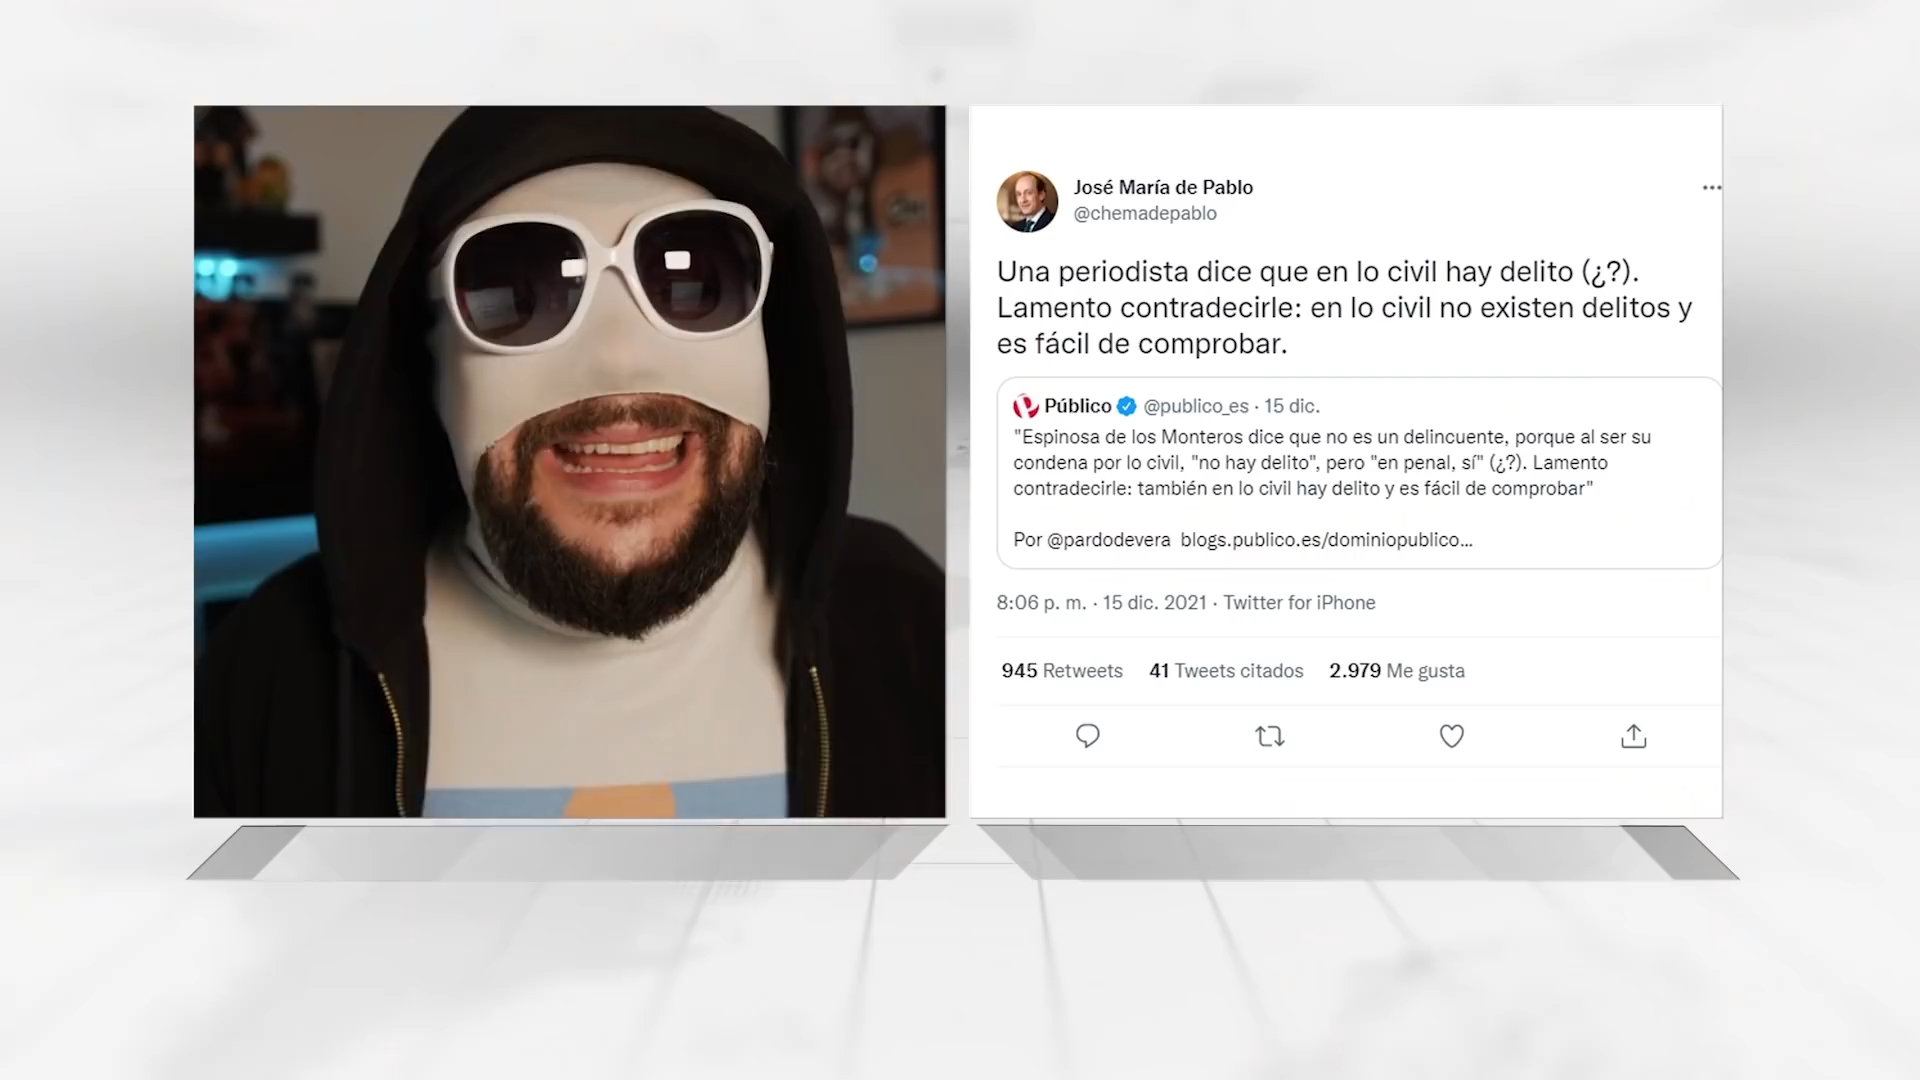 José María de Pablo
@chemadepablo
Una periodista dice que en lo civil hay delito (¿?).
Lamento contradecirle: en lo civil no existen delitos y
es fácil de comprobar.
Público @publico_es · 15 dic.
"Espinosa de los Monteros dice que no es un delincuente, porque al ser su
condena por lo civil, "no hay delito", pero "en penal, sí" (¿?). Lamento
contradecirle: también en lo civil hay delito y es fácil de comprobar"
Por @pardodevera blogs.publico.es/dominiopublico...
8:06 p. m. · 15 dic. 2021 · Twitter for iPhone
945 Retweets 41 Tweets citados 2.979 Me gusta